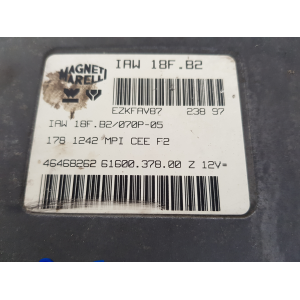 MAGNETI MARELLI
IAW 18F.B2
EZKFAVB7 238 97
IAW 18F.B2/070P-05
178 1242 MPI CEE F2
46468262 61600.378.00 Z 12V=